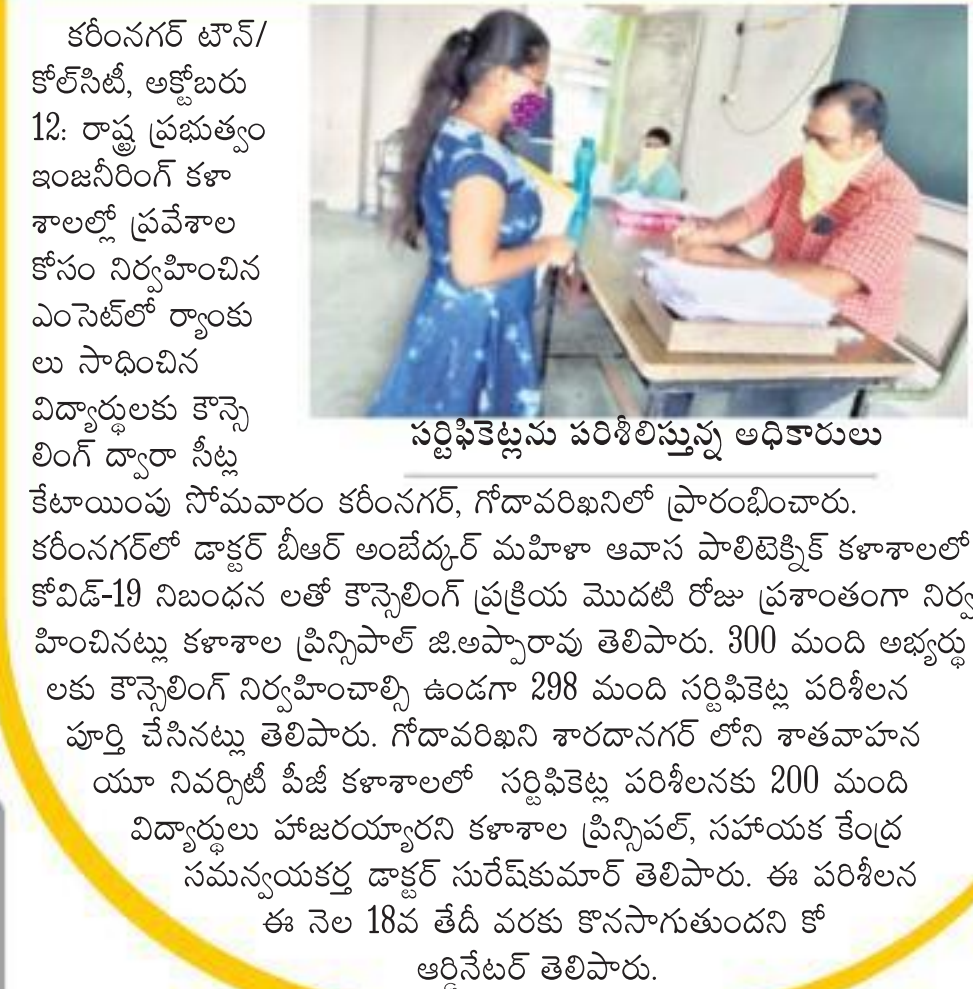 కరీంనగర్ టౌన్/
కోల్‌సిటీ, అక్టోబరు
12: రాష్ట్ర ప్రభుత్వం
ఇంజనీరింగ్ కళా
శాలల్లో ప్రవేశాల
కోసం నిర్వహించిన
ఎంసెట్‌లో ర్యాంకు
లు సాధించిన
విద్యార్థులకు కౌన్సె
లింగ్ ద్వారా సీట్ల
సర్టిఫికెట్లను పరిశీలిస్తున్న అధికారులు
కేటాయింపు సోమవారం కరీంనగర్, గోదావరిఖనిలో ప్రారంభించారు.
కరీంనగర్‌లో డాక్టర్ బీఆర్ అంబేద్కర్ మహిళా ఆవాస పాలిటెక్నిక్ కళాశాలలో
కోవిడ్-19 నిబంధన లతో కౌన్సెలింగ్ ప్రక్రియ మొదటి రోజు ప్రశాంతంగా నిర్వ
హించినట్లు కళాశాల ప్రిన్సిపాల్ జి.అప్పారావు తెలిపారు. 300 మంది అభ్యర్థు
లకు కౌన్సెలింగ్ నిర్వహించాల్సి ఉండగా 298 మంది సర్టిఫికెట్ల పరిశీలన
పూర్తి చేసినట్లు తెలిపారు. గోదావరిఖని శారదానగర్ లోని శాతవాహన
యూ నివర్సిటీ పీజీ కళాశాలలో సర్టిఫికెట్ల పరిశీలనకు 200 మంది
విద్యార్థులు హాజరయ్యారని కళాశాల ప్రిన్సిపల్, సహాయక కేంద్ర
సమన్వయకర్త డాక్టర్ సురేష్‌కుమార్ తెలిపారు. ఈ పరిశీలన
ఈ నెల 18వ తేదీ వరకు కొనసాగుతుందని కో
ఆర్డినేటర్ తెలిపారు.